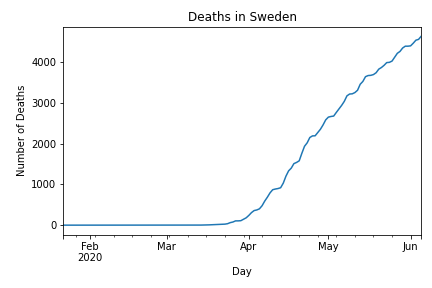 Deaths in Sweden
Number of Deaths
4000
3000
2000
1000
0
Feb
2020
Mar
Apr
May
Jun
Day